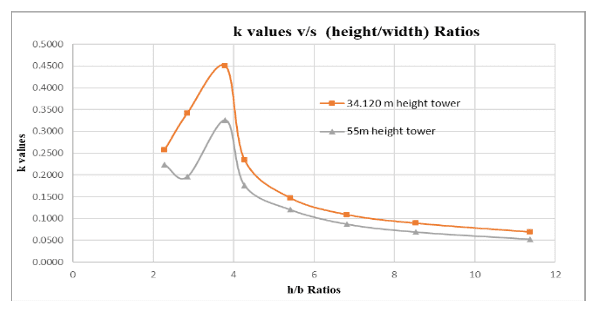 k values v/s (height/width) Ratios
0.5000
0.4500
0.4000
0.3500
0.3000
0.2500
0.2000
0.1500
0.1000
0.0500
0.0000
k values
34.120 m height tower
55m height tower
0 2 4 6 8 10 12
h/b Ratios